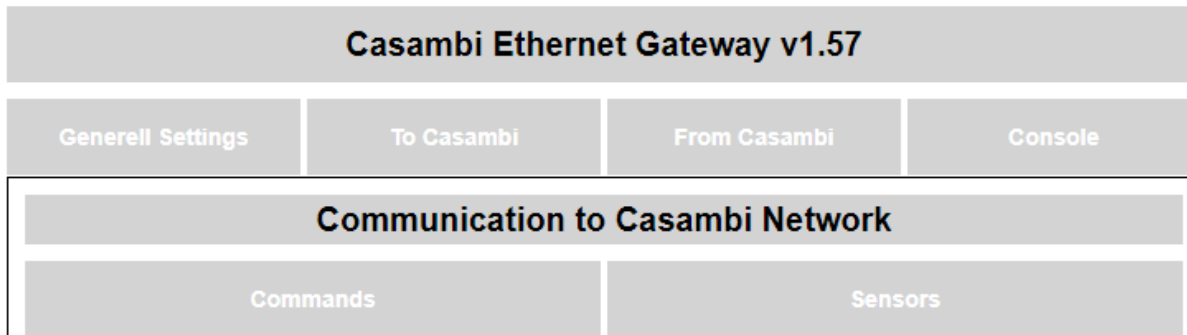 Casambi Ethernet Gateway v1.57
Generell Settings To Casambi From Casambi Console
Communication to Casambi Network
Commands Sensors